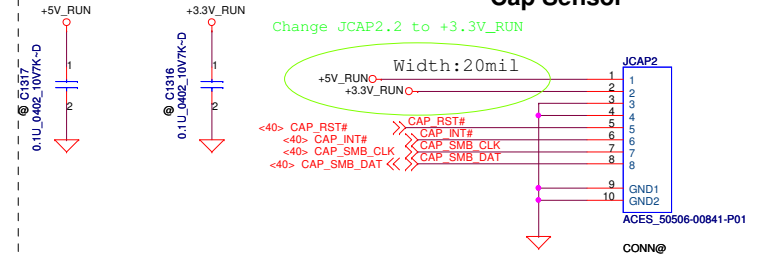 Cap Sensor
+5V_RUN
+3.3V_RUN
Change JCAP2.2 to +3.3V_RUN
1
2
@ C1317
0.1U_0402_10V7K~D
1
2
@ C1316
0.1U_0402_10V7K~D
Width:20mil
+5V_RUN
+3.3V_RUN
JCAP2
1 1
2 2
3 3
4 4
<40> CAP_RST# CAP_RST# 5 5
<40> CAP_INT# CAP_INT# 6 6
<40> CAP_SMB_CLK CAP_SMB_CLK 7 7
<40> CAP_SMB_DAT CAP_SMB_DAT 8 8
9 GND1
10 GND2
ACES_50506-00841-P01
CONN@